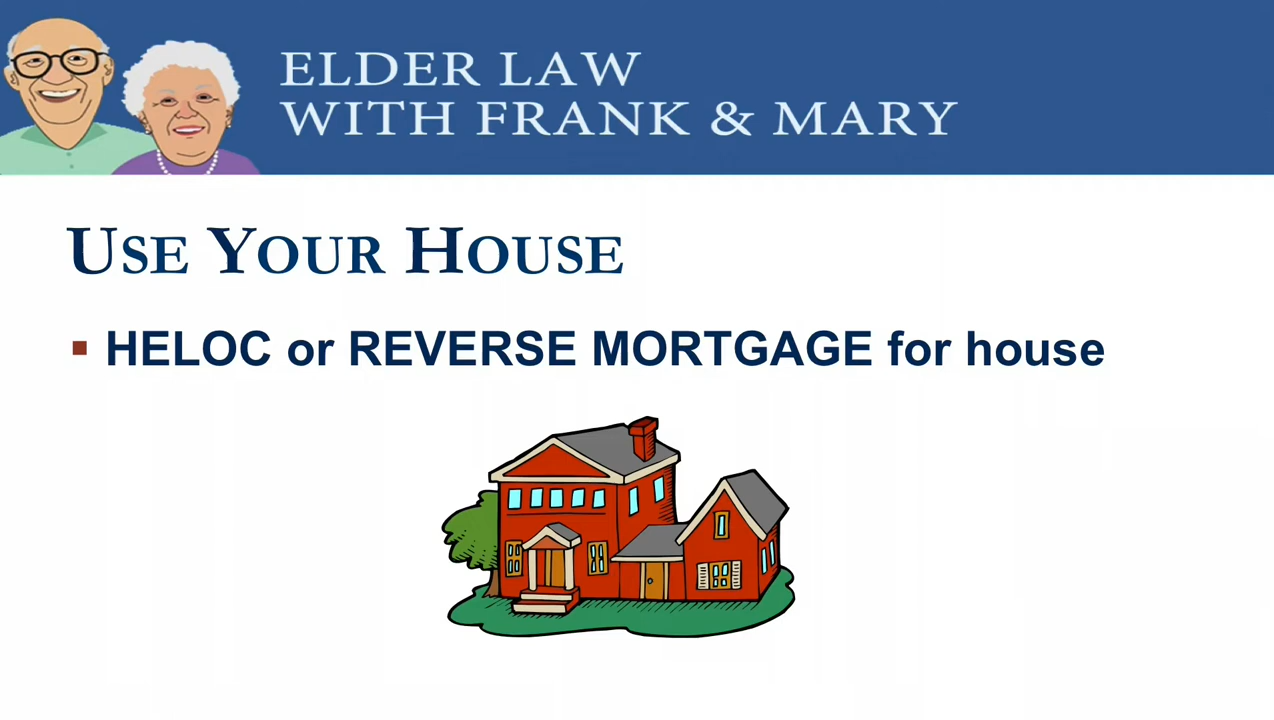 ELDER LAW
WITH FRANK & MARY
USE YOUR HOUSE
▪ HELOC or REVERSE MORTGAGE for house